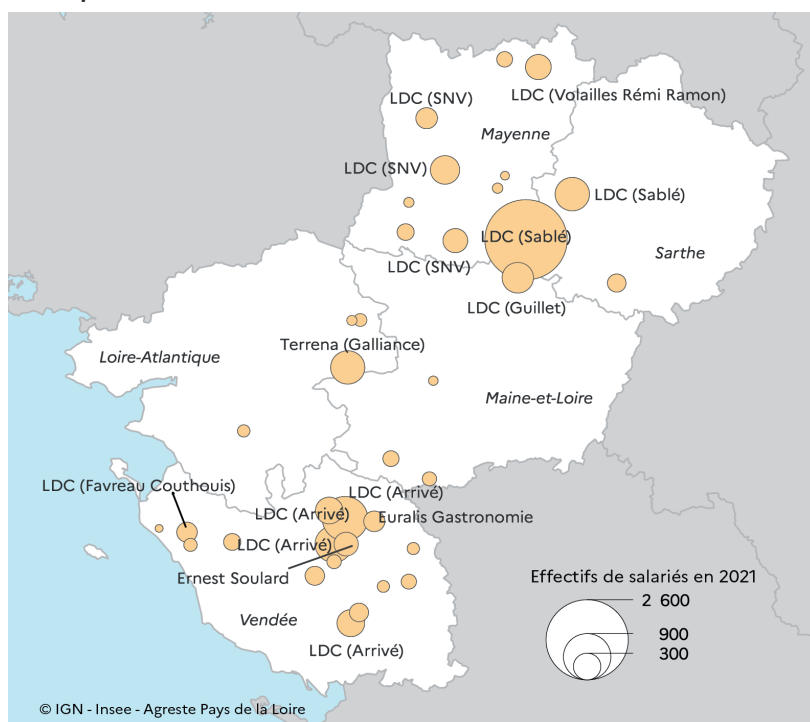 LDC (SNV)
LDC (Volailles Rémi Ramon)
Mayenne
LDC (SNV)
LDC (Sablé)
LDC (Sablé)
Sarthe
LDC (SNV)
LDC (Guillet)
Terrena (Galliance)
Loire-Atlantique
Maine-et-Loire
LDC (Favreau Couthouis)
LDC (Arrivé)
LDC (Arrivé)
Euralis Gastronomie
LDC (Arrivé)
Ernest Soulard
Vendée
LDC (Arrivé)
Effectifs de salariés en 2021
2 600
900
300
© IGN - Insee - Agreste Pays de la Loire